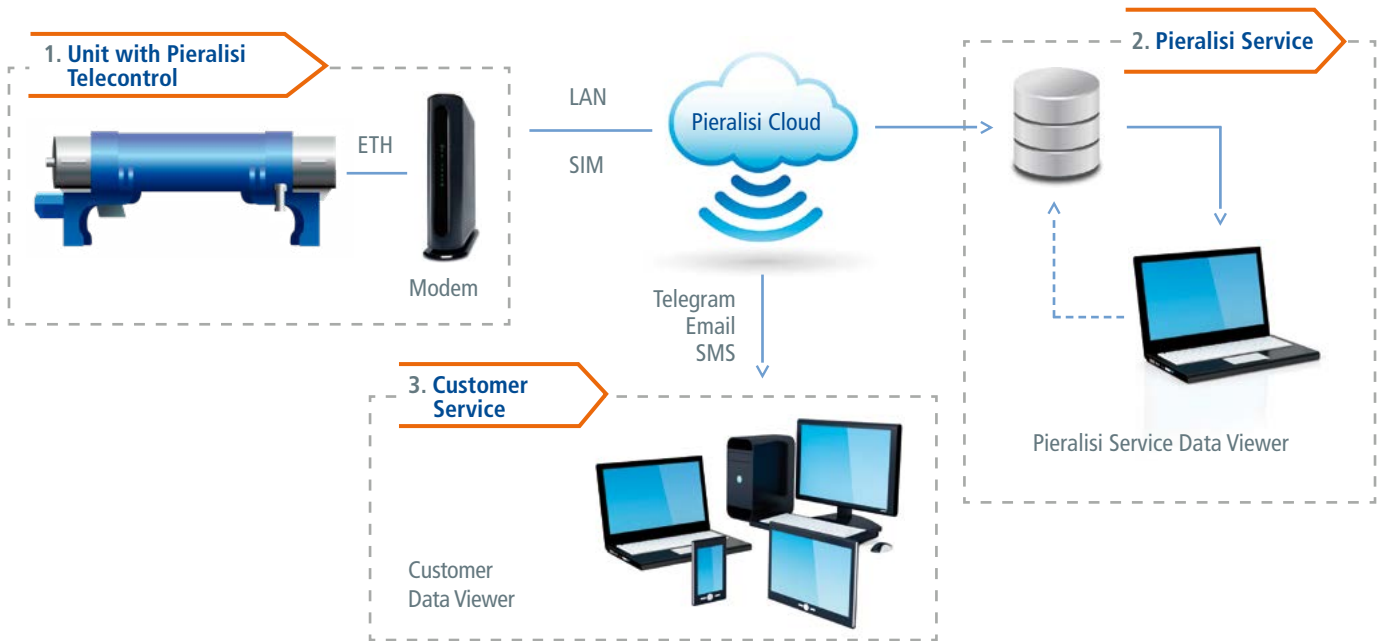 1. Unit with Pieralisi
Telecontrol
ETH
Modem
LAN
SIM
Pieralisi Cloud
2. Pieralisi Service
Telegram
Email
SMS
Pieralisi Service Data Viewer
3. Customer
Service
Customer
Data Viewer